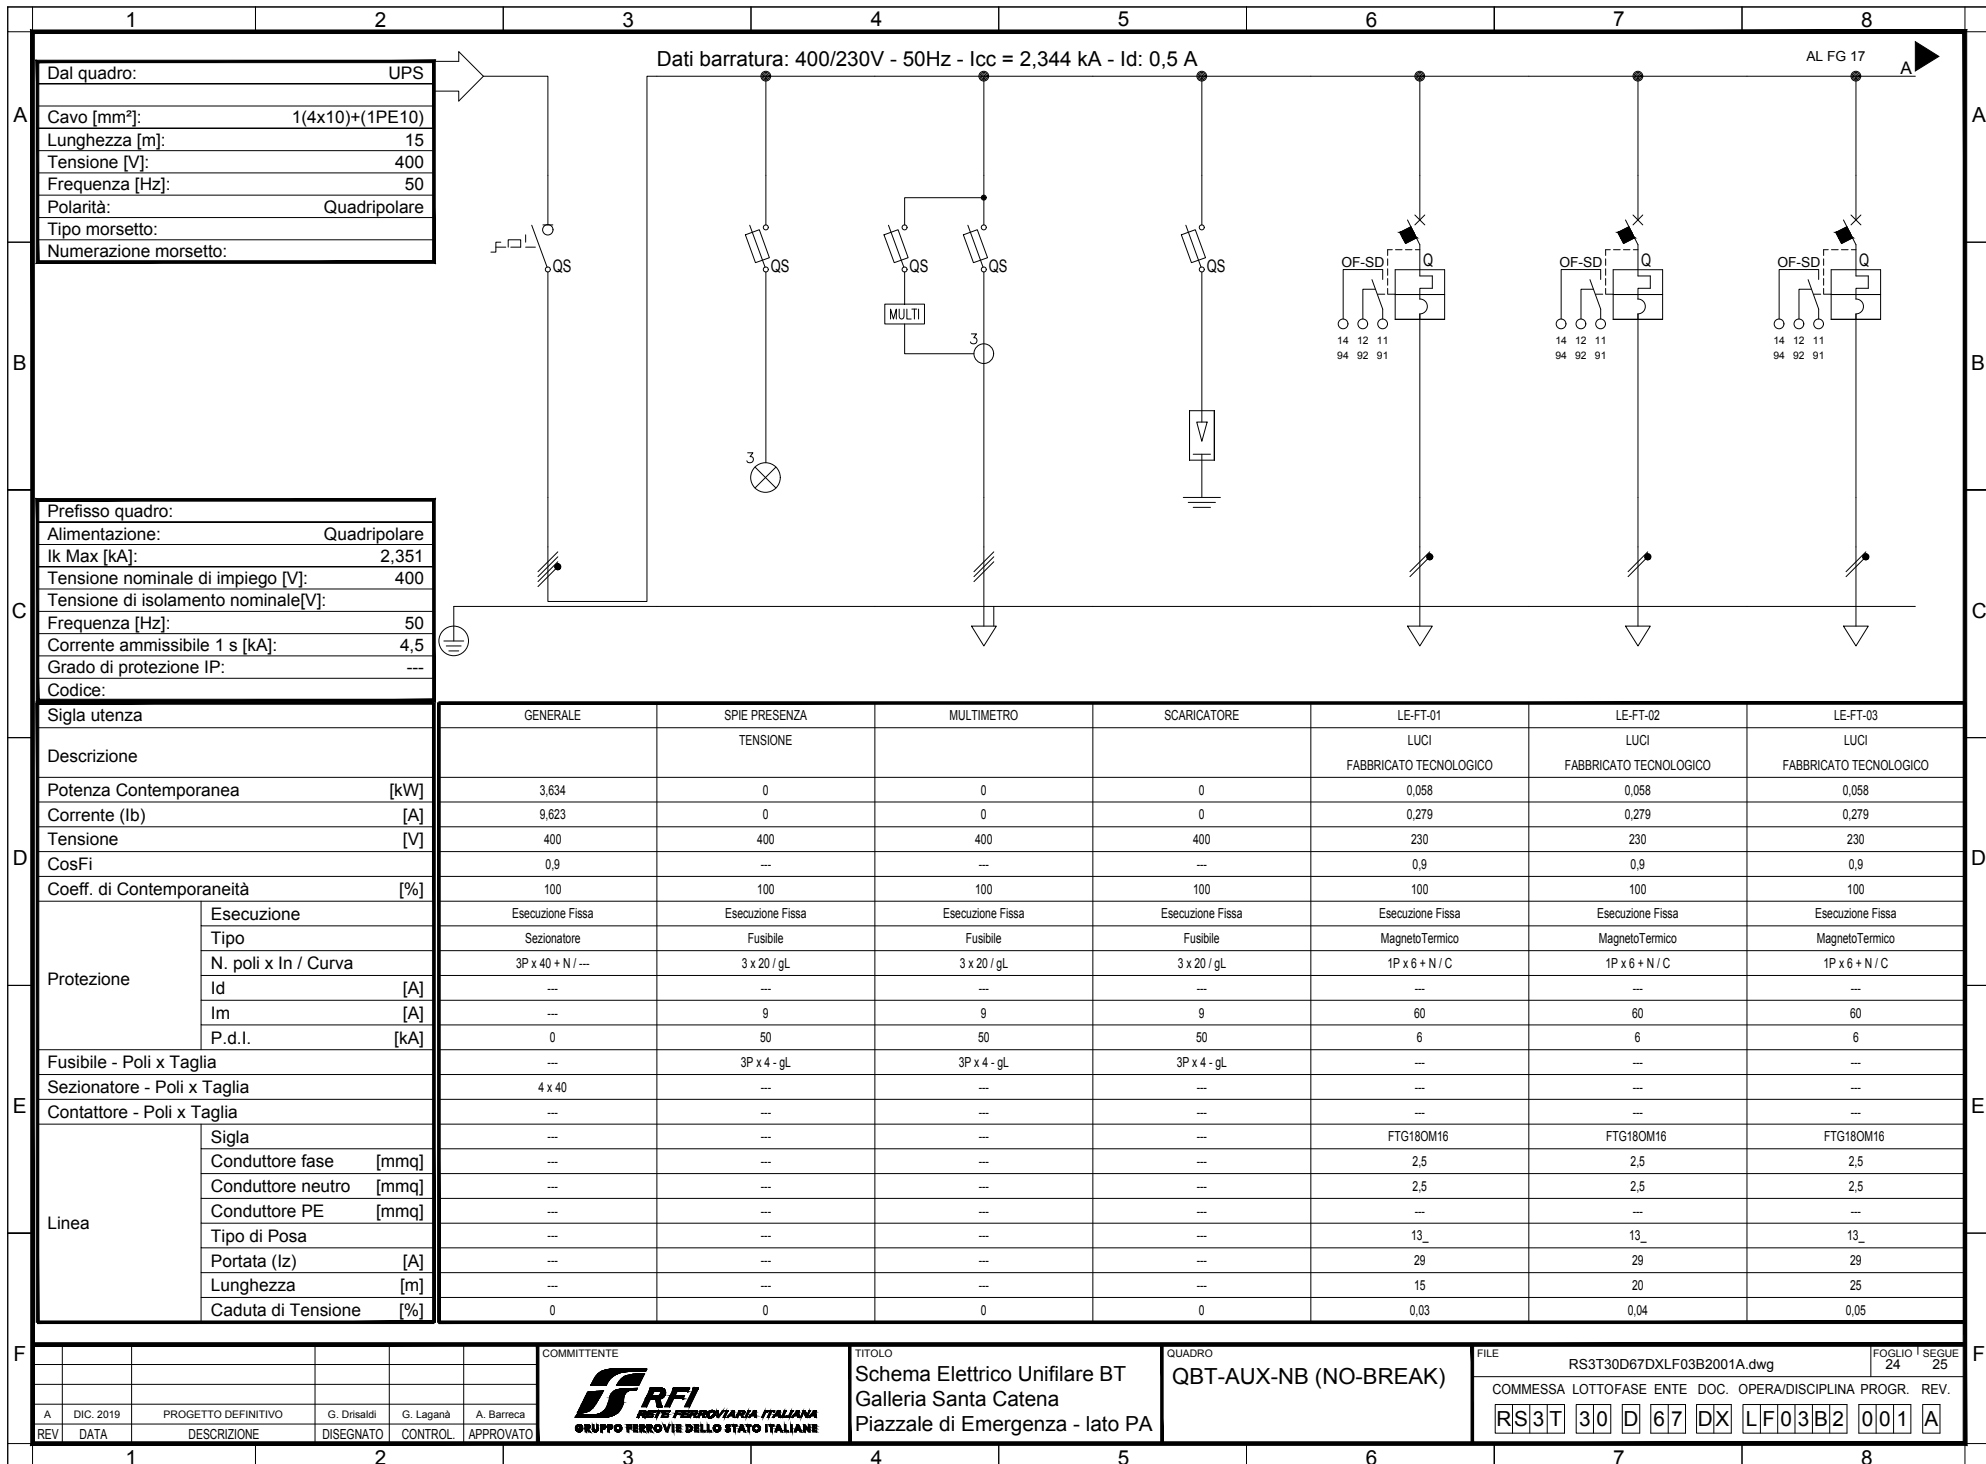 1 2 3 4 5 6 7 8
Dati barratura: 400/230V - 50Hz - Icc = 2,344 kA - Id: 0,5 A
AL FG 17 A
Dal quadro: UPS
Cavo [mm²]: 1(4x10)+(1PE10)
Lunghezza [m]: 15
Tensione [V]: 400
Frequenza [Hz]: 50
Polarità: Quadripolare
Tipo morsetto:
Numerazione morsetto:
A A
B B
C C
D D
E E
F F
QS QS QS QS QS
OF-SD Q OF-SD Q OF-SD Q
MULTI
3
14 12 11 14 12 11 14 12 11
94 92 91 94 92 91 94 92 91
3
Prefisso quadro:
Alimentazione: Quadripolare
Ik Max [kA]: 2,351
Tensione nominale di impiego [V]: 400
Tensione di isolamento nominale[V]:
Frequenza [Hz]: 50
Corrente ammissibile 1 s [kA]: 4,5
Grado di protezione IP: ---
Codice:
Sigla utenza GENERALE SPIE PRESENZA MULTIMETRO SCARICATORE LE-FT-01 LE-FT-02 LE-FT-03
Descrizione TENSIONE LUCI LUCI LUCI
FABBRICATO TECNOLOGICO FABBRICATO TECNOLOGICO FABBRICATO TECNOLOGICO
Potenza Contemporanea [kW] 3,634 0 0 0 0,058 0,058 0,058
Corrente (Ib) [A] 9,623 0 0 0 0,279 0,279 0,279
Tensione [V] 400 400 400 400 230 230 230
CosFi 0,9 --- --- --- 0,9 0,9 0,9
Coeff. di Contemporaneità [%] 100 100 100 100 100 100 100
Protezione
Esecuzione Esecuzione Fissa Esecuzione Fissa Esecuzione Fissa Esecuzione Fissa Esecuzione Fissa Esecuzione Fissa Esecuzione Fissa
Tipo Sezionatore Fusibile Fusibile Fusibile MagnetoTermico MagnetoTermico MagnetoTermico
N. poli x In / Curva 3P x 40 + N / --- 3 x 20 / gL 3 x 20 / gL 3 x 20 / gL 1P x 6 + N / C 1P x 6 + N / C 1P x 6 + N / C
Id [A] --- --- --- --- --- --- ---
Im [A] --- 9 9 9 60 60 60
P.d.I. [kA] 0 50 50 50 6 6 6
Fusibile - Poli x Taglia --- 3P x 4 - gL 3P x 4 - gL 3P x 4 - gL --- --- ---
Sezionatore - Poli x Taglia 4 x 40 --- --- --- --- --- ---
Contattore - Poli x Taglia --- --- --- --- --- --- ---
Linea
Sigla --- --- --- --- FTG18OM16 FTG18OM16 FTG18OM16
Conduttore fase [mmq] --- --- --- --- 2,5 2,5 2,5
Conduttore neutro [mmq] --- --- --- --- 2,5 2,5 2,5
Conduttore PE [mmq] --- --- --- --- --- --- ---
Tipo di Posa --- --- --- --- 13_ 13_ 13_
Portata (Iz) [A] --- --- --- --- 29 29 29
Lunghezza [m] --- --- --- --- 15 20 25
Caduta di Tensione [%] 0 0 0 0 0,03 0,04 0,05
A DIC. 2019 PROGETTO DEFINITIVO G. Drisaldi G. Laganà A. Barreca
REV DATA DESCRIZIONE DISEGNATO CONTROL. APPROVATO
COMMITTENTE
RFI
RETE FERROVIARIA ITALIANA
GRUPPO FERROVIE DELLO STATO ITALIANE
TITOLO
Schema Elettrico Unifilare BT
Galleria Santa Catena
Piazzale di Emergenza - lato PA
QUADRO
QBT-AUX-NB (NO-BREAK)
FILE
RS3T30D67DXLF03B2001A.dwg
FOGLIO SEGUE
24 25
COMMESSA LOTTO FASE ENTE DOC. OPERA/DISCIPLINA PROGR. REV.
RS3T 30 D 67 DX LF03B2 001 A
1 2 3 4 5 6 7 8